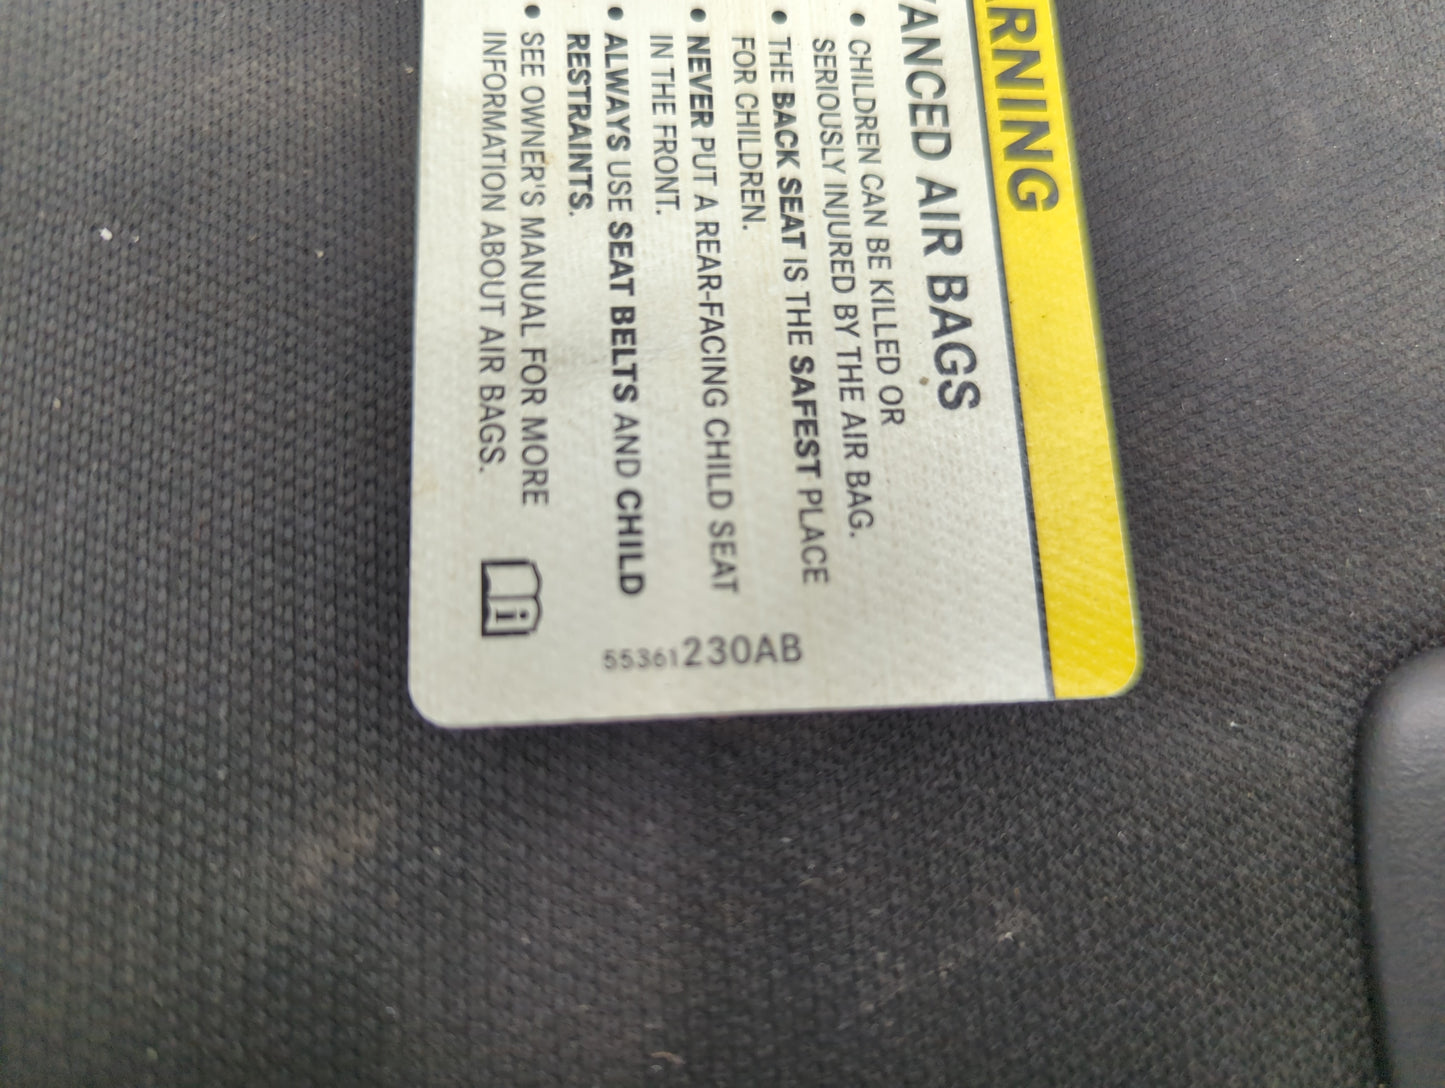 RNING
VANCED AIR BAGS
• CHILDREN CAN BE KILLED OR
SERIOUSLY INJURED BY THE AIR BAG.
• THE BACK SEAT IS THE SAFEST PLACE
FOR CHILDREN.
• NEVER PUT A REAR-FACING CHILD SEAT
IN THE FRONT.
• ALWAYS USE SEAT BELTS AND CHILD
RESTRAINTS.
• SEE OWNER'S MANUAL FOR MORE
INFORMATION ABOUT AIR BAGS.
i
55361230AB